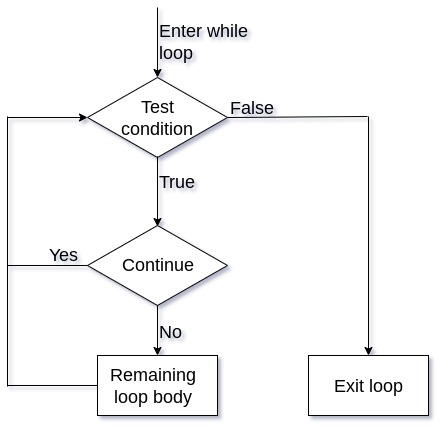 Enter while
loop
Test
condition
False
True
Yes
Continue
No
Remaining
loop body
Exit loop